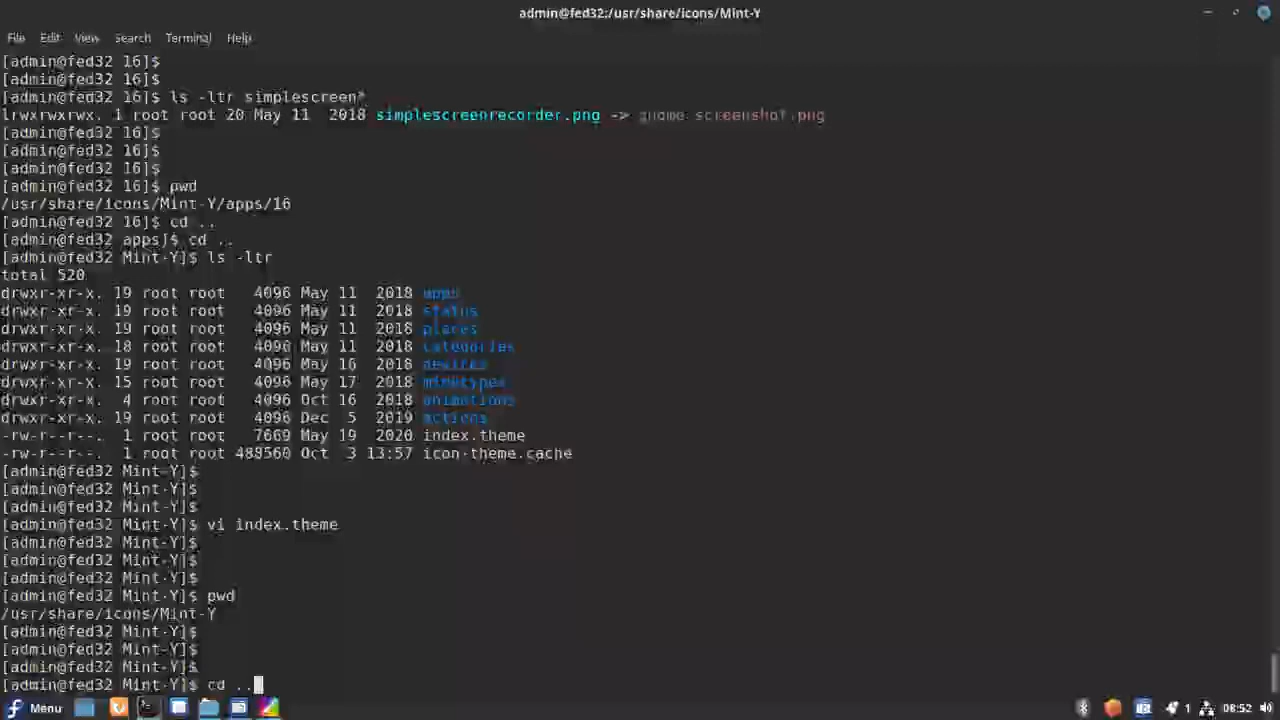 admin@fed32:/usr/share/icons/Mint-Y
File Edit View Search Terminal Help
[admin@fed32 16]$
[admin@fed32 16]$
[admin@fed32 16]$ ls -ltr simplescreen*
lrwxrwxrwx. 1 root root 20 May 11  2018 simplescreenrecorder.png -> gnome-screenshot.png
[admin@fed32 16]$
[admin@fed32 16]$
[admin@fed32 16]$
[admin@fed32 16]$ pwd
/usr/share/icons/Mint-Y/apps/16
[admin@fed32 16]$ cd ..
[admin@fed32 apps]$ cd ..
[admin@fed32 Mint-Y]$ ls -ltr
total 520
drwxr-xr-x. 19 root root   4096 May 11  2018 apps
drwxr-xr-x. 19 root root   4096 May 11  2018 status
drwxr-xr-x. 19 root root   4096 May 11  2018 places
drwxr-xr-x. 18 root root   4096 May 11  2018 categories
drwxr-xr-x. 19 root root   4096 May 16  2018 devices
drwxr-xr-x. 15 root root   4096 May 17  2018 mimetypes
drwxr-xr-x.  4 root root   4096 Oct 16  2018 animations
drwxr-xr-x. 19 root root   4096 Dec  5  2019 actions
-rw-r--r--.  1 root root   7669 May 19  2020 index.theme
-rw-r--r--.  1 root root 488560 Oct  3 13:57 icon-theme.cache
[admin@fed32 Mint-Y]$
[admin@fed32 Mint-Y]$
[admin@fed32 Mint-Y]$
[admin@fed32 Mint-Y]$ vi index.theme
[admin@fed32 Mint-Y]$
[admin@fed32 Mint-Y]$
[admin@fed32 Mint-Y]$
[admin@fed32 Mint-Y]$ pwd
/usr/share/icons/Mint-Y
[admin@fed32 Mint-Y]$
[admin@fed32 Mint-Y]$
[admin@fed32 Mint-Y]$
[admin@fed32 Mint-Y]$ cd ..
Menu 1 08:52